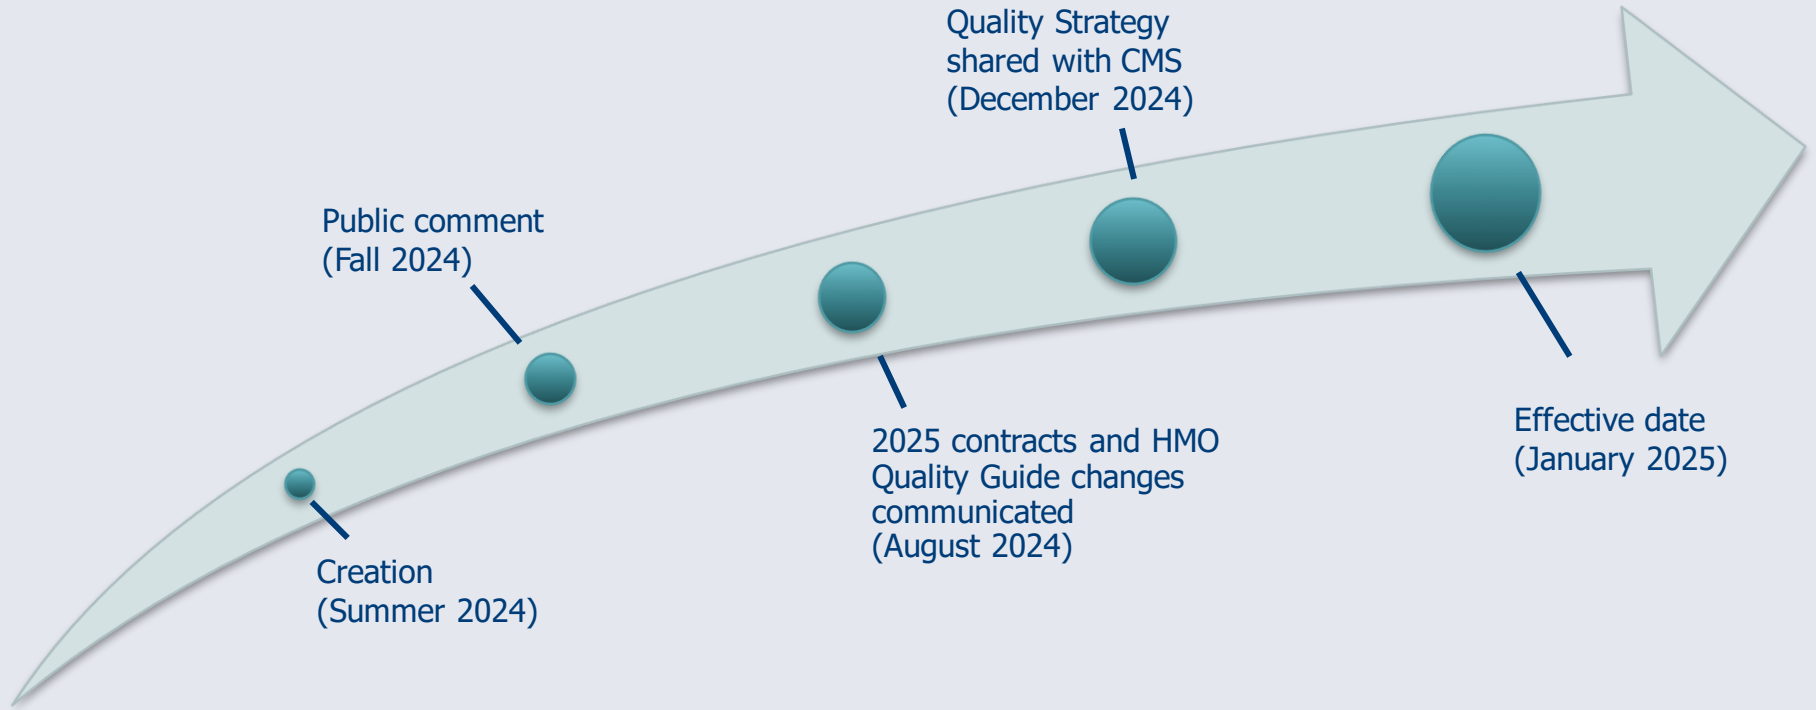 Quality Strategy
shared with CMS
(December 2024)
Public comment
(Fall 2024)
2025 contracts and HMO
Quality Guide changes
communicated
(August 2024)
Effective date
(January 2025)
Creation
(Summer 2024)